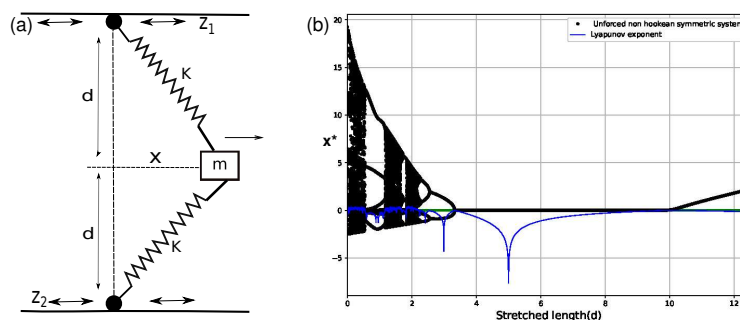 (a)
Z1
d
K
x
m
d
K
Z2
(b)
Unforced non hookean symmetric system
Lyapunov exponent
20
15
10
x*
5
0
−5
0 2 4 6 8 10 12
Stretched length(d)